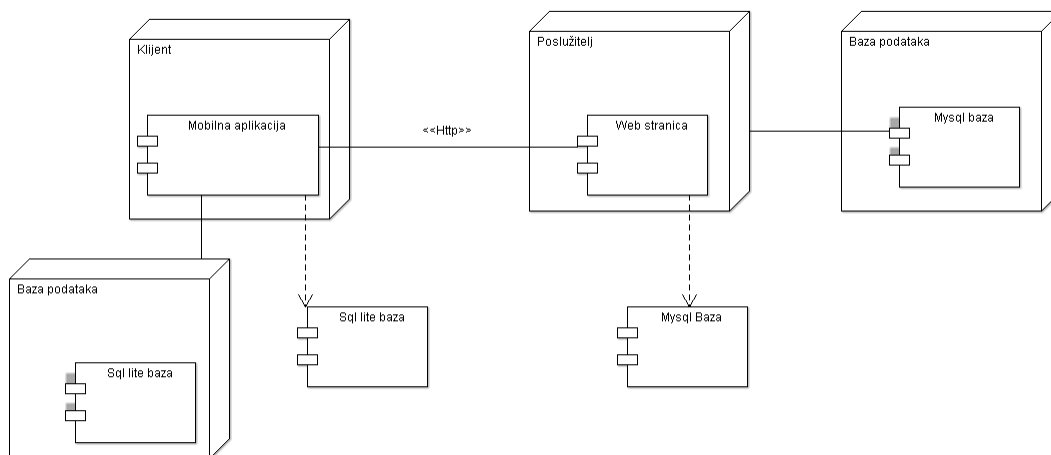 Klijent
Mobilna aplikacija
<<Http>>
Poslužitelj
Web stranica
Baza podataka
Mysql baza
Baza podataka
Sql lite baza
Sql lite baza
Mysql Baza